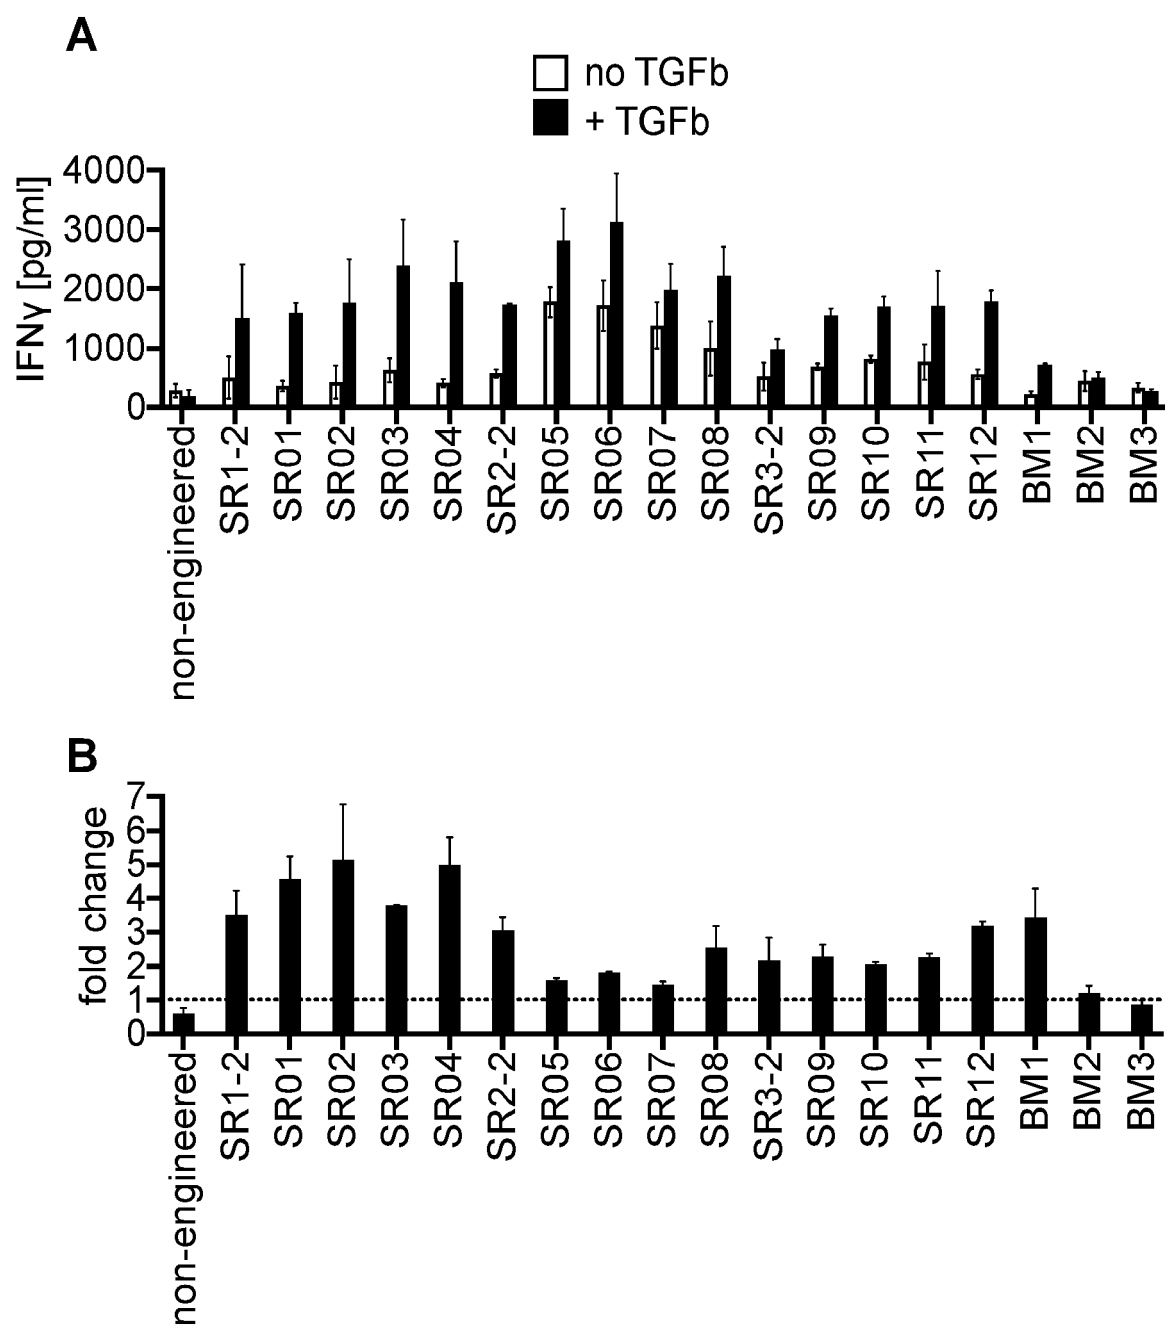 A
no TGFb
+ TGFb
IFNγ [pg/ml]
4000
3000
2000
1000
0
non-engineered
SR1-2
SR01
SR02
SR03
SR04
SR2-2
SR05
SR06
SR07
SR08
SR3-2
SR09
SR10
SR11
SR12
BM1
BM2
BM3
B
fold change
7
6
5
4
3
2
1
0
non-engineered
SR1-2
SR01
SR02
SR03
SR04
SR2-2
SR05
SR06
SR07
SR08
SR3-2
SR09
SR10
SR11
SR12
BM1
BM2
BM3